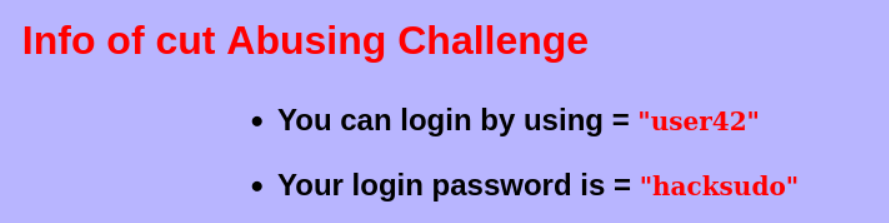 Info of cut Abusing Challenge
• You can login by using = "user42"
• Your login password is = "hacksudo"